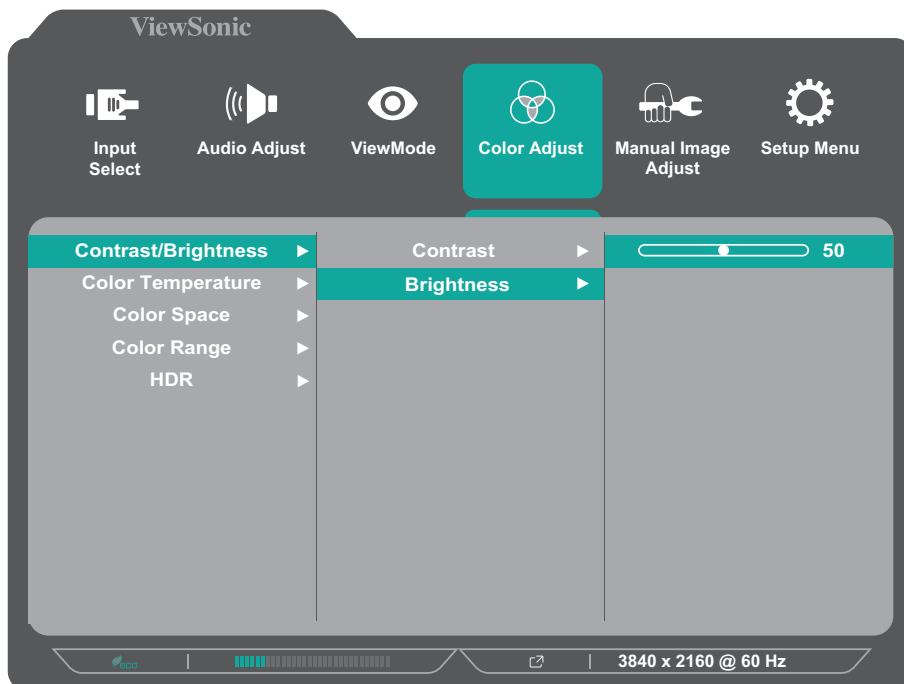 ViewSonic
Input Select
Audio Adjust
ViewMode
Color Adjust
Manual Image Adjust
Setup Menu
Contrast/Brightness
Contrast
50
Color Temperature
Brightness
Color Space
Color Range
HDR
eco
3840 x 2160 @ 60 Hz